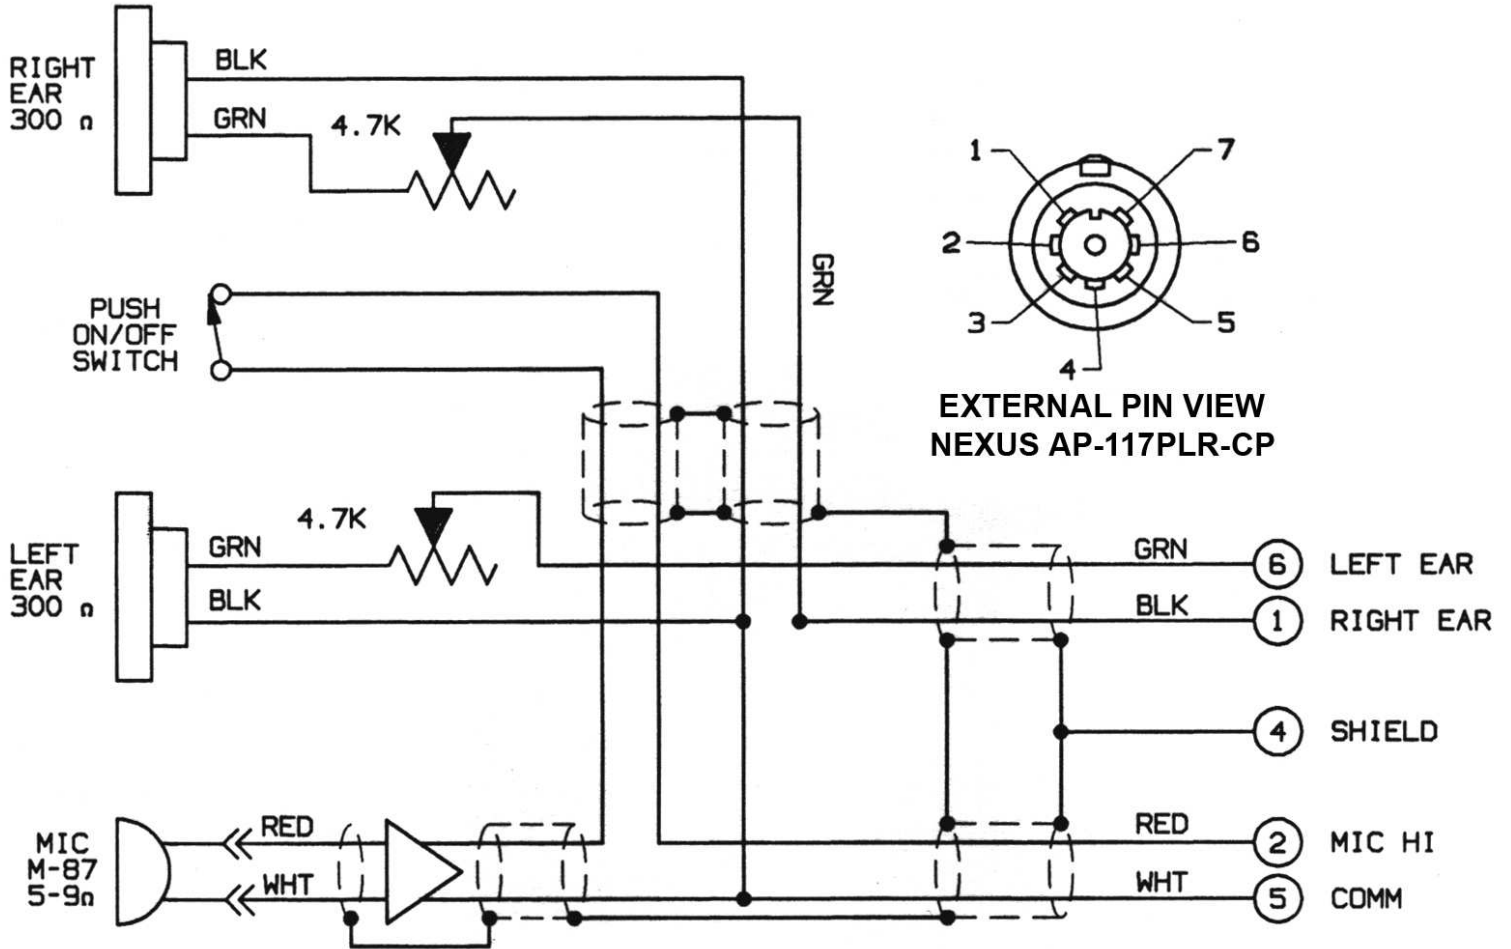 RIGHT
EAR
300 Ω
BLK
GRN
4.7K
GRN
PUSH
ON/OFF
SWITCH
1
2
3
4
5
6
7
EXTERNAL PIN VIEW
NEXUS AP-117PLR-CP
LEFT
EAR
300 Ω
GRN
BLK
4.7K
GRN
6 LEFT EAR
BLK
1 RIGHT EAR
4 SHIELD
MIC
M-87
5-9Ω
RED
WHT
RED
2 MIC HI
WHT
5 COMM